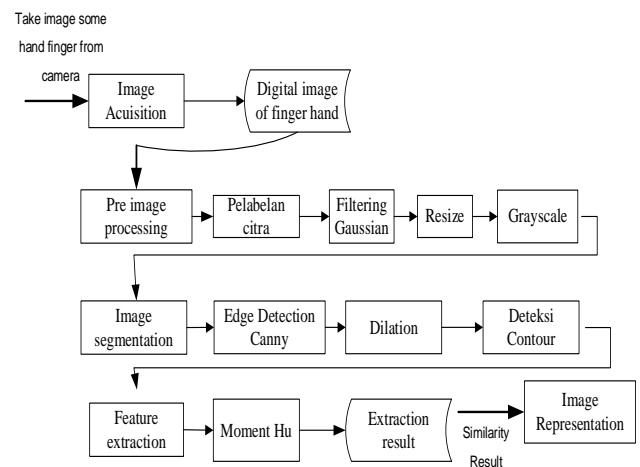 Take image some
hand finger from
camera
Image
Acuisition
Digital image
of finger hand
Pre image
processing
Pelabelan
citra
Filtering
Gaussian
Resize
Grayscale
Image
segmentation
Edge Detection
Canny
Dilation
Deteksi
Contour
Feature
extraction
Moment Hu
Extraction
result
Similarity
Result
Image
Representation